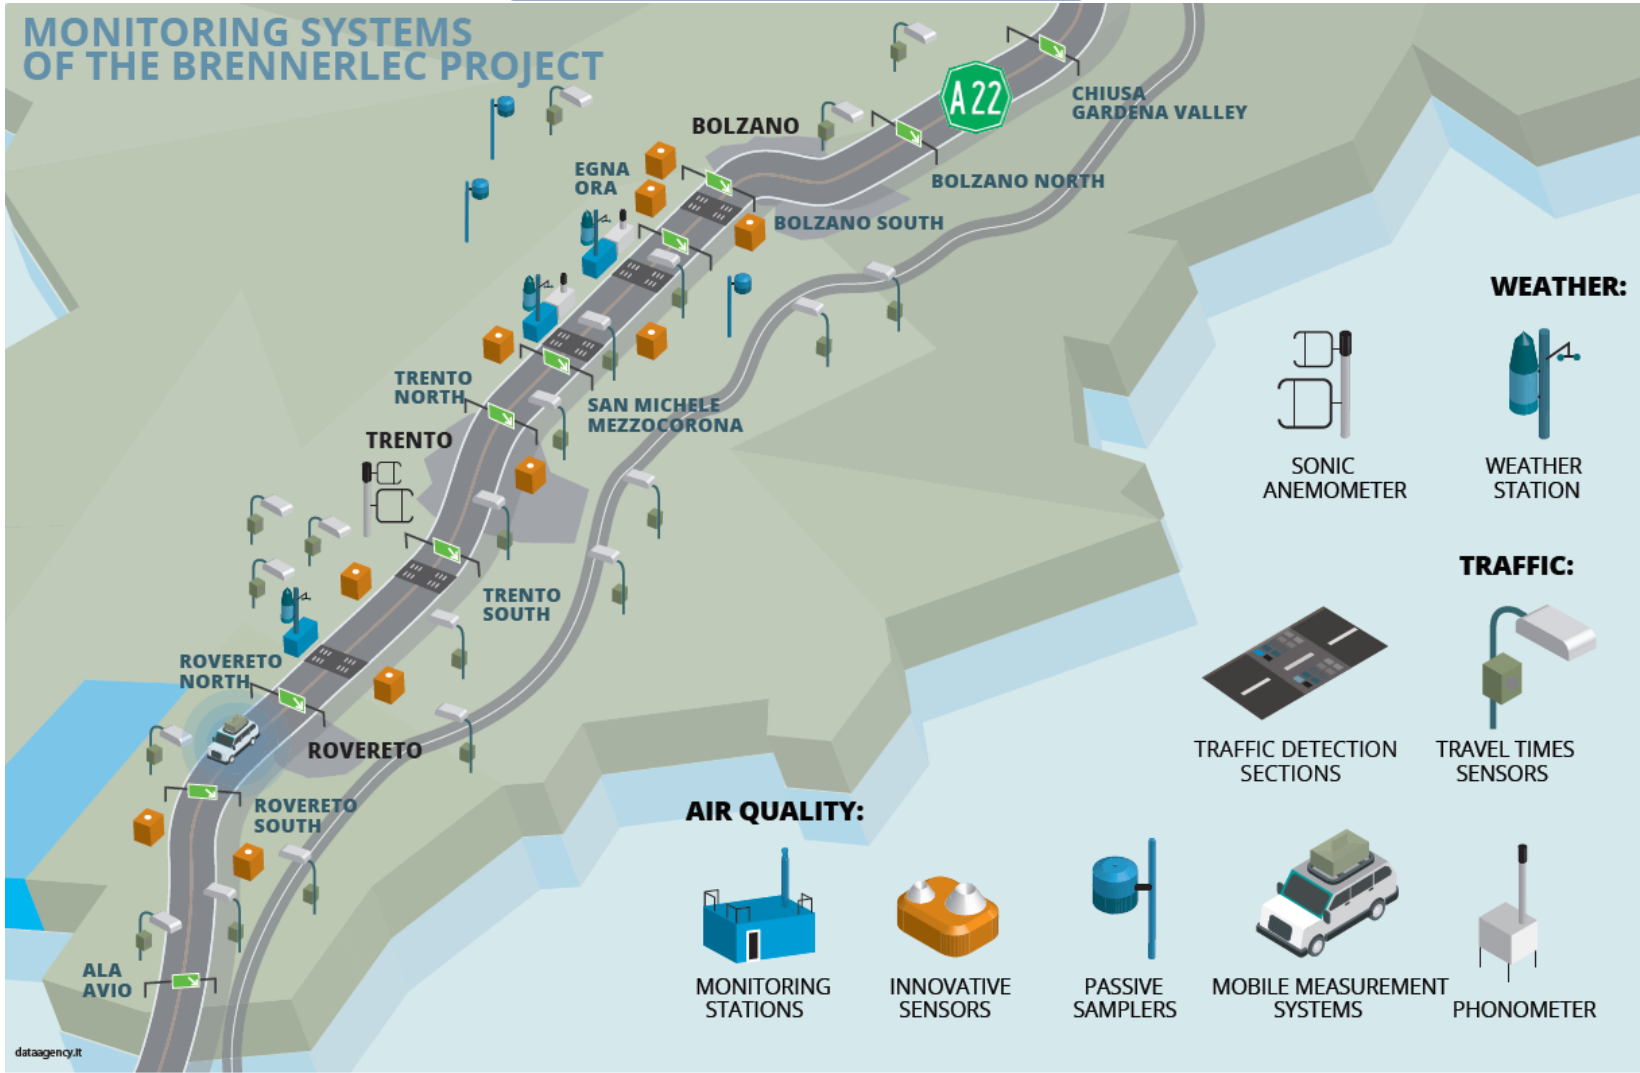 MONITORING SYSTEMS
OF THE BRENNERLEC PROJECT
A22
CHIUSA
GARDENA VALLEY
BOLZANO
BOLZANO NORTH
EGNA
ORA
BOLZANO SOUTH
TRENTO
NORTH
SAN MICHELE
MEZZOCORONA
TRENTO
TRENTO
SOUTH
ROVERETO
NORTH
ROVERETO
ROVERETO
SOUTH
ALA
AVIO
dataagency.it
WEATHER:
SONIC
ANEMOMETER
WEATHER
STATION
TRAFFIC:
TRAFFIC DETECTION
SECTIONS
TRAVEL TIMES
SENSORS
AIR QUALITY:
MONITORING
STATIONS
INNOVATIVE
SENSORS
PASSIVE
SAMPLERS
MOBILE MEASUREMENT
SYSTEMS
PHONOMETER